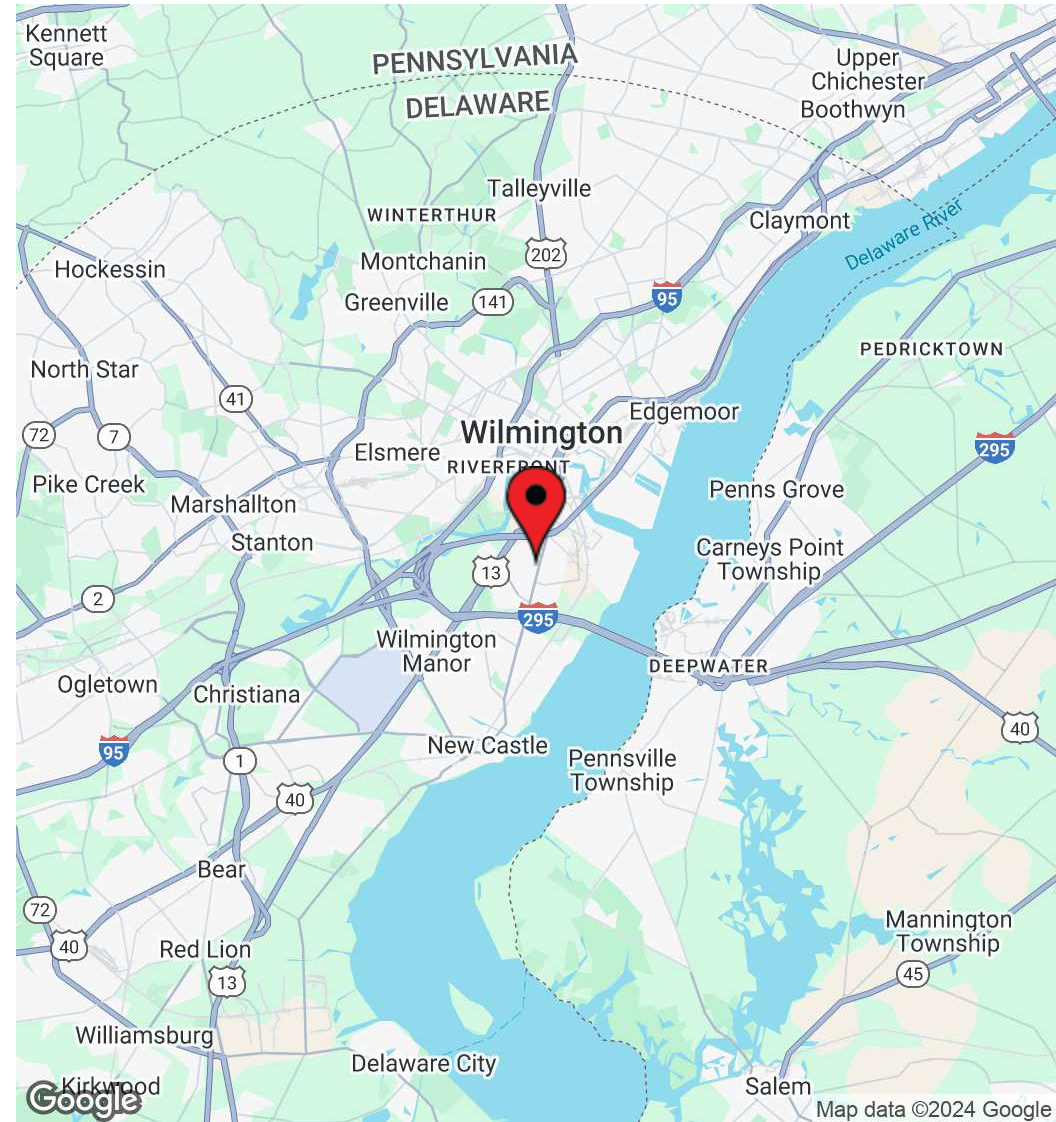 Kennett
Square
PENNSYLVANIA
DELAWARE
Upper
Chichester
Boothwyn
Talleyville
WINTERTHUR
Claymont
Delaware River
Montchanin
202
Hockessin
Greenville
141
95
PEDRICKTOWN
North Star
41
Edgemoor
72
7
Wilmington
295
Elsmere
RIVERFRONT
Pike Creek
Penns Grove
Marshallton
Stanton
Carneys Point
Township
13
2
295
Wilmington
Manor
DEEPWATER
Ogletown
Christiana
40
95
New Castle
1
Pennsville
Township
40
Bear
72
Mannington
Township
40
Red Lion
45
13
Williamsburg
Delaware City
Kirkwood
Salem
Google
Map data ©2024 Google